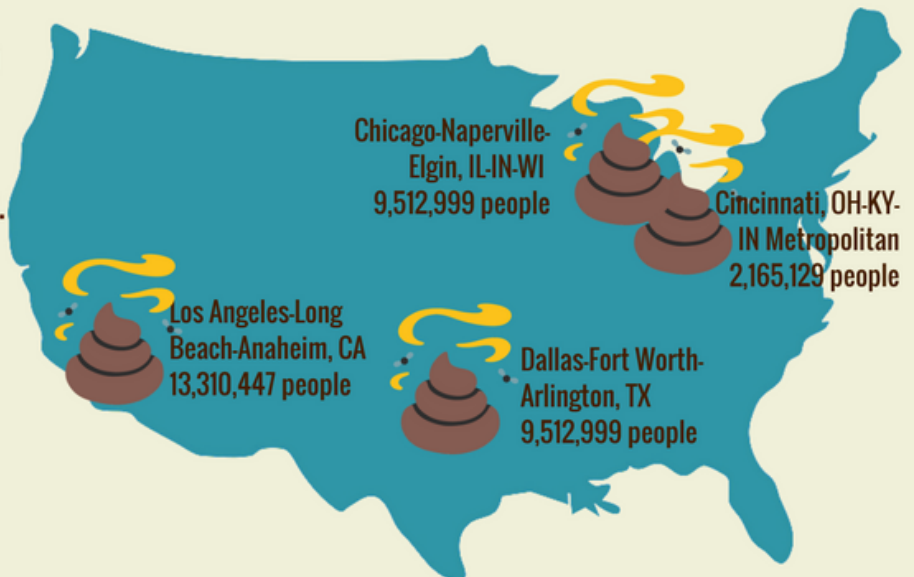 Chicago-Naperville-
Elgin, IL-IN-WI
9,512,999 people
Cincinnati, OH-KY-
IN Metropolitan
2,165,129 people
Los Angeles-Long
Beach-Anaheim, CA
13,310,447 people
Dallas-Fort Worth-
Arlington, TX
9,512,999 people